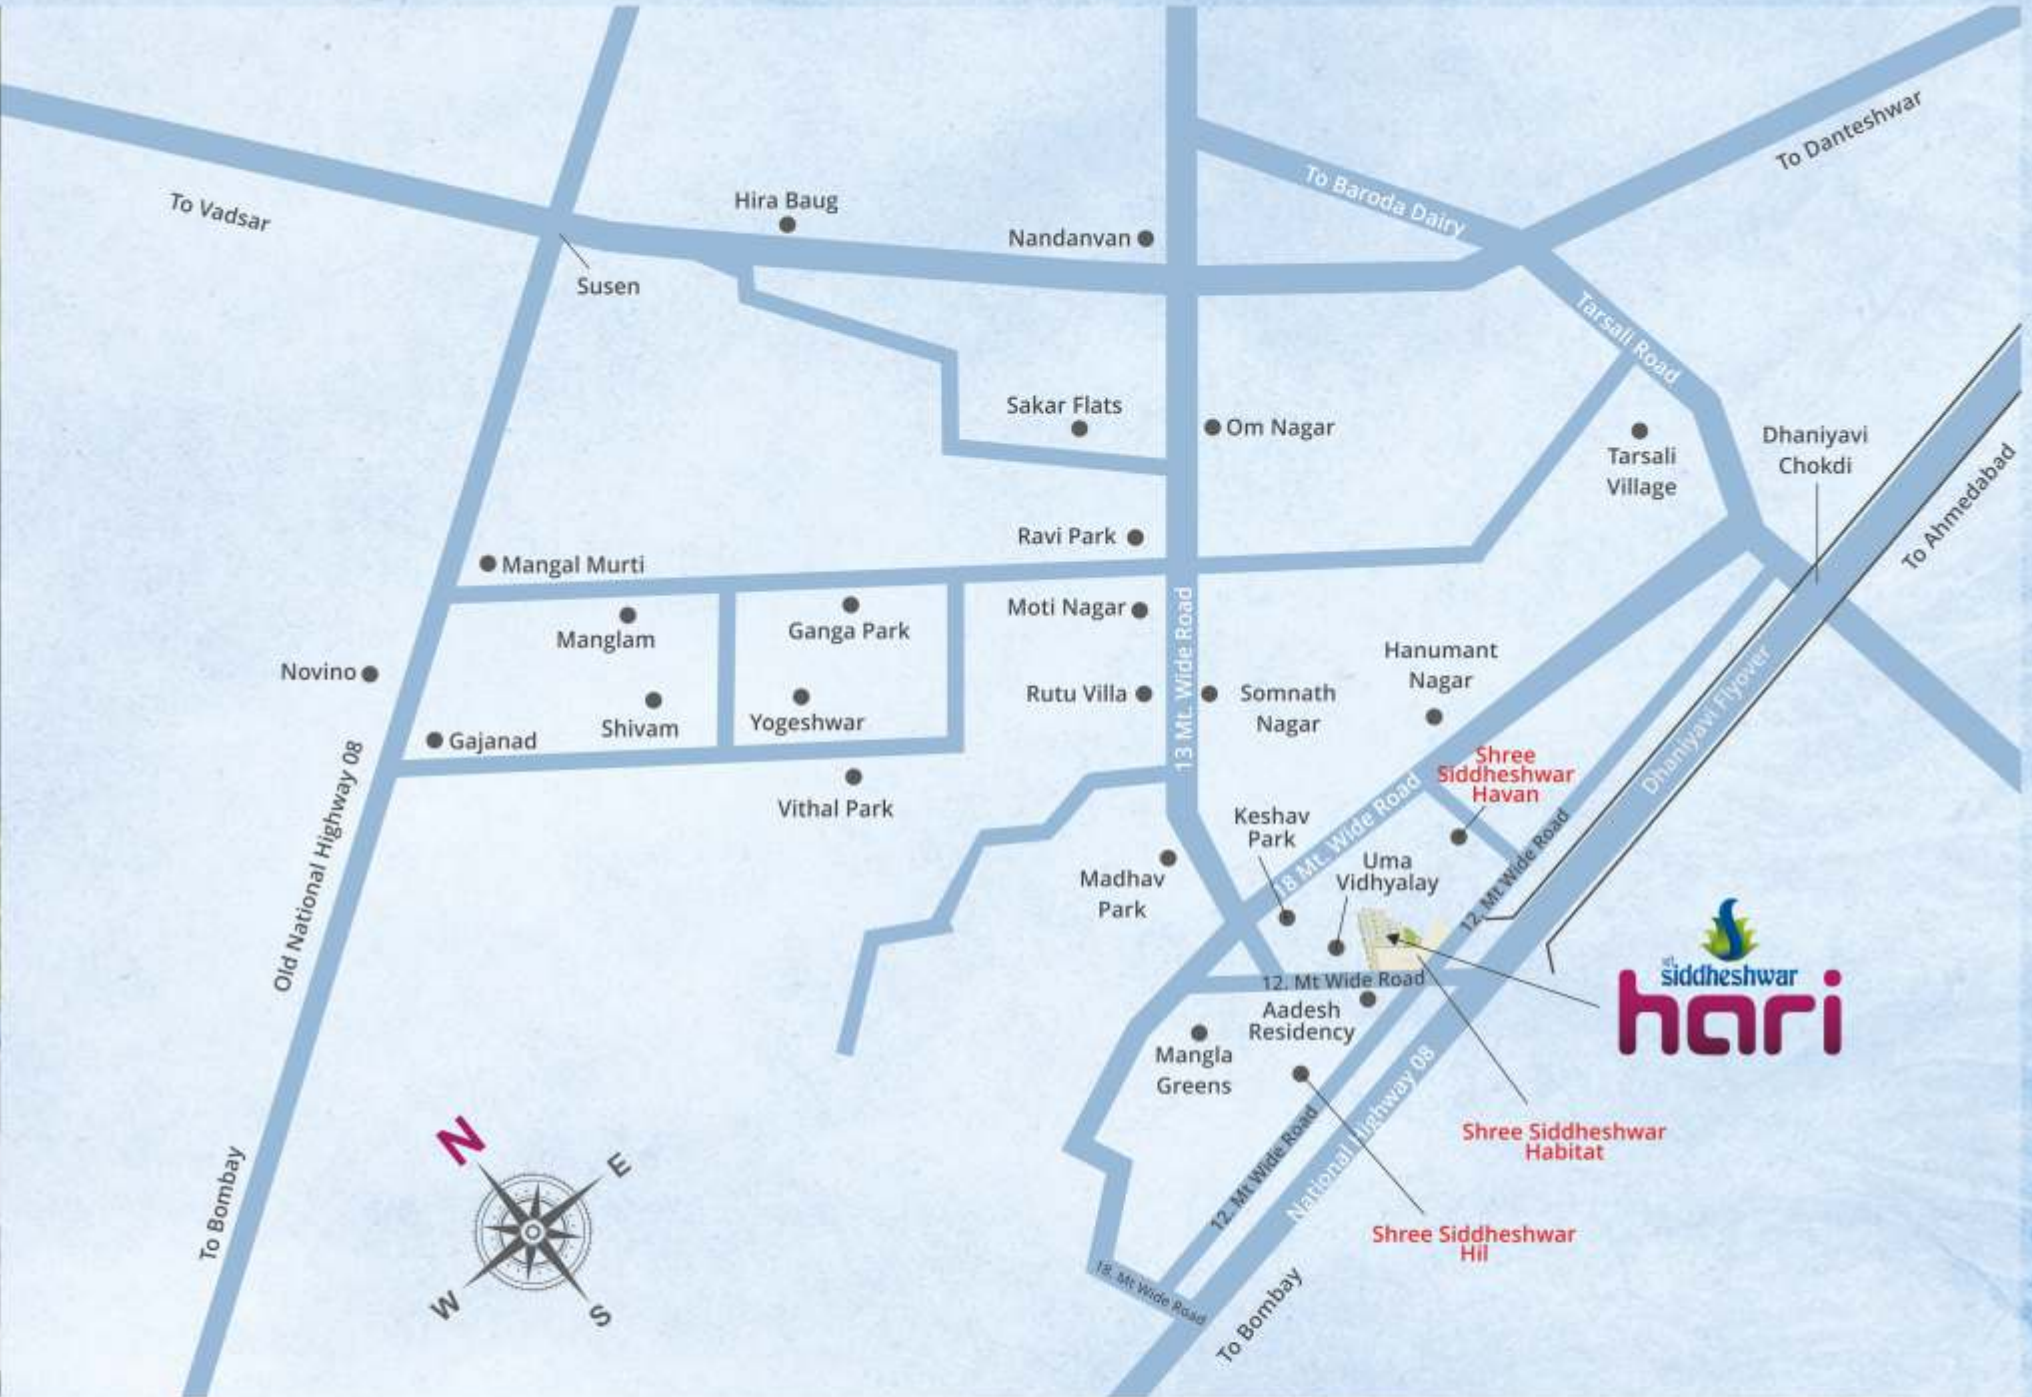 To Vadsar
Susen
Hira Baug
Nandanvan
To Baroda Dairy
To Danteshwar
Tarsali Road
Sakar Flats
Om Nagar
Tarsali
Village
Dhaniyavi
Chokdi
To Ahmedabad
Ravi Park
Mangal Murti
Manglam
Ganga Park
Moti Nagar
13 Mt. Wide Road
Novino
Gajanad
Shivam
Yogeshwar
Rutu Villa
Somnath
Nagar
Hanumant
Nagar
Dhaniyavi Flyover
Vithal Park
Old National Highway 08
Shree
Siddheshwar
Havan
Keshav
Park
18 Mt. Wide Road
Uma
Vidhyalay
12. Mt Wide Road
Madhav
Park
12. Mt Wide Road
Aadesh
Residency
Mangla
Greens
siddheshwar
hari
National Highway 08
12. Mt Wide Road
Shree Siddheshwar
Habitat
Shree Siddheshwar
Hil
18. Mt Wide Road
To Bombay
To Bombay
N
E
W
S